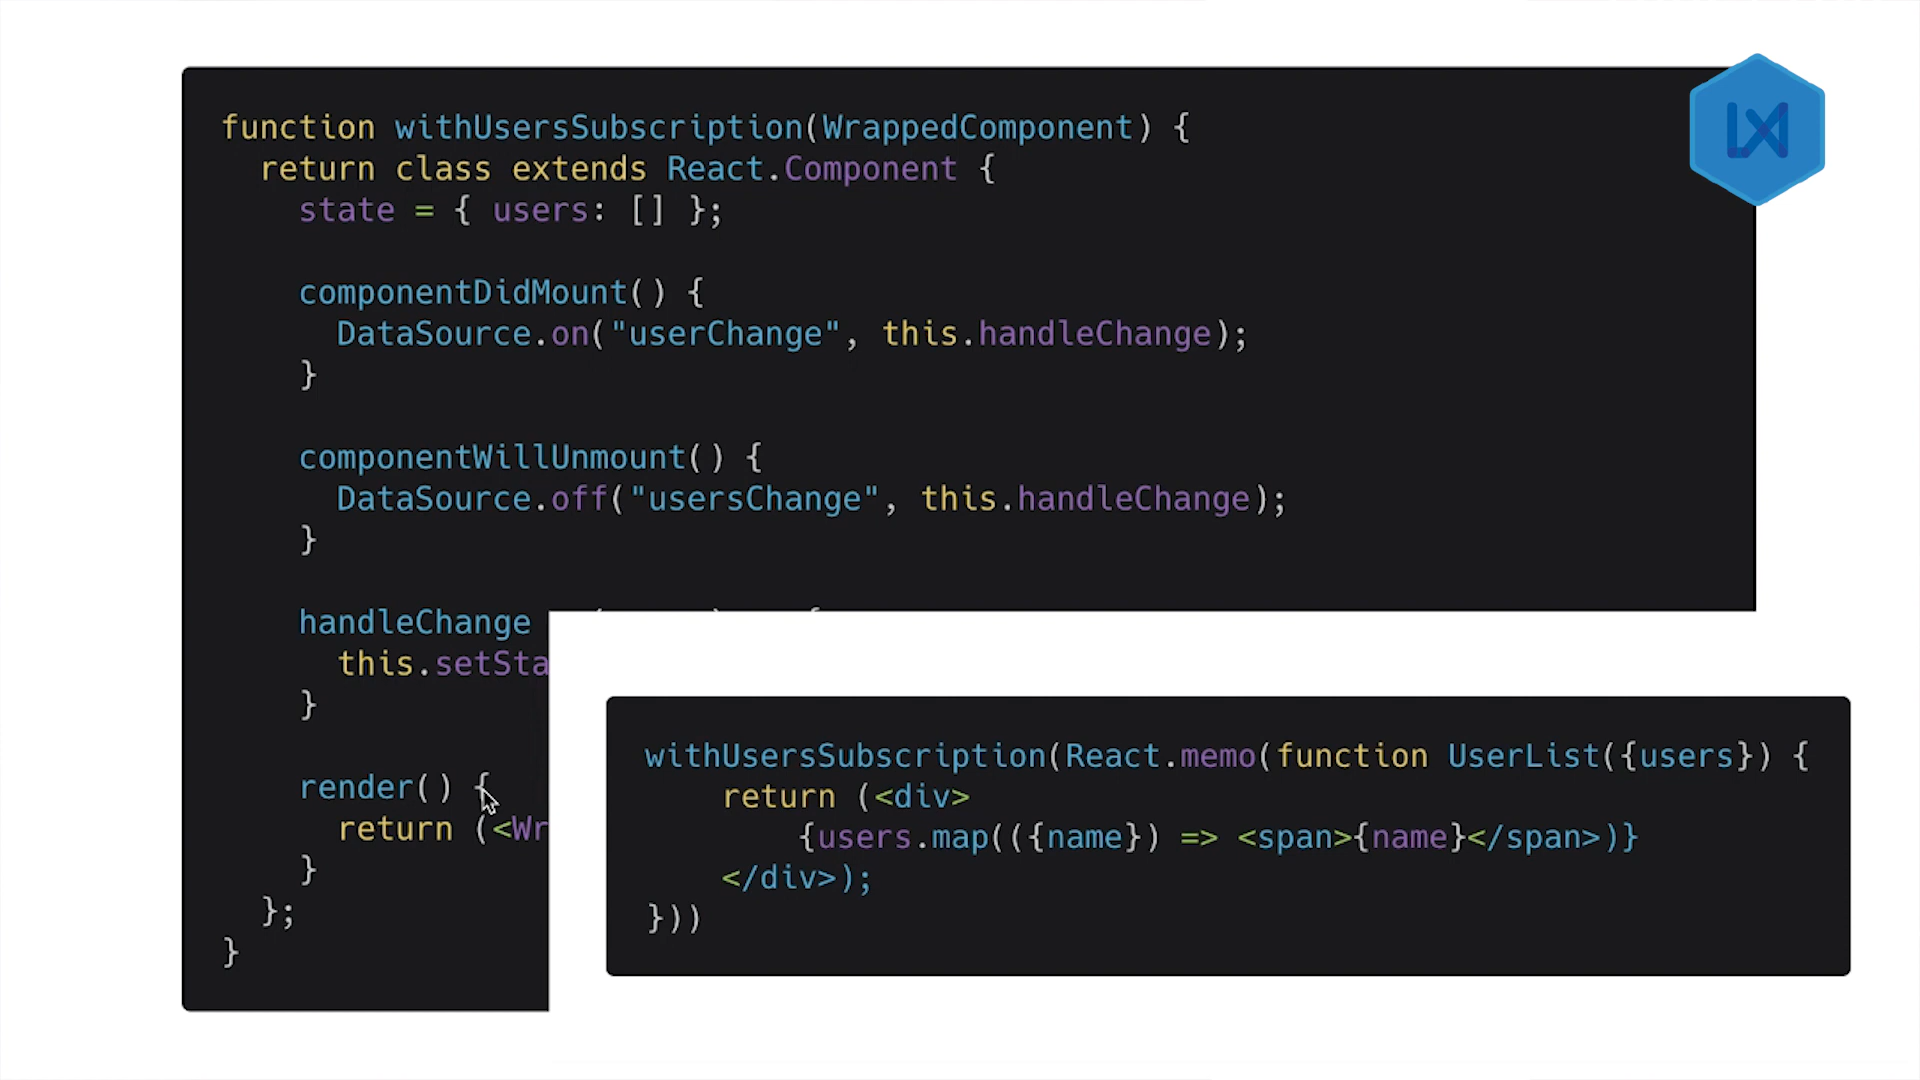 function withUsersSubscription(WrappedComponent) {
return class extends React.Component {
state = { users: [] };
componentDidMount() {
DataSource.on("userChange", this.handleChange);
}
componentWillUnmount() {
DataSource.off("usersChange", this.handleChange);
}
handleChange
this.setSta
}
render() {
return (<Wr
}
};
}
withUsersSubscription(React.memo(function UserList({users}) {
return (<div>
{users.map(({name}) => <span>{name}</span>)}
</div>);
}))